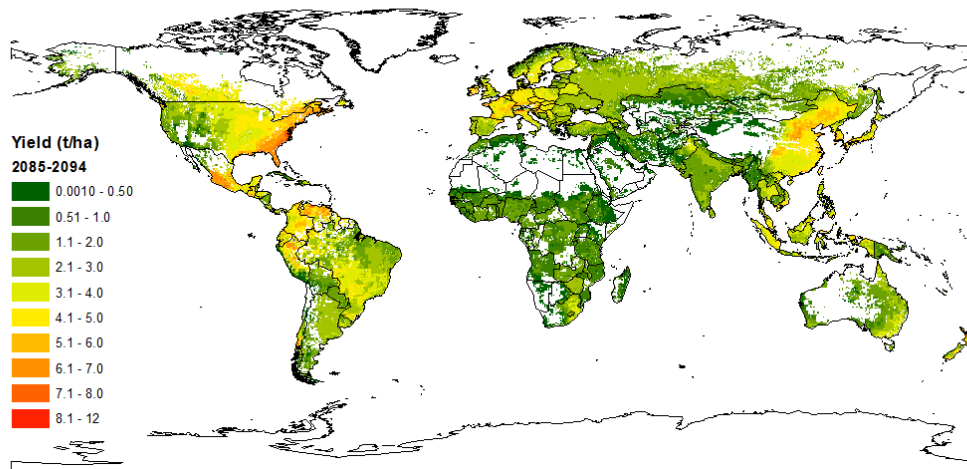 Yield (t/ha)
2085-2094
0.0010 - 0.50
0.51 - 1.0
1.1 - 2.0
2.1 - 3.0
3.1 - 4.0
4.1 - 5.0
5.1 - 6.0
6.1 - 7.0
7.1 - 8.0
8.1 - 12